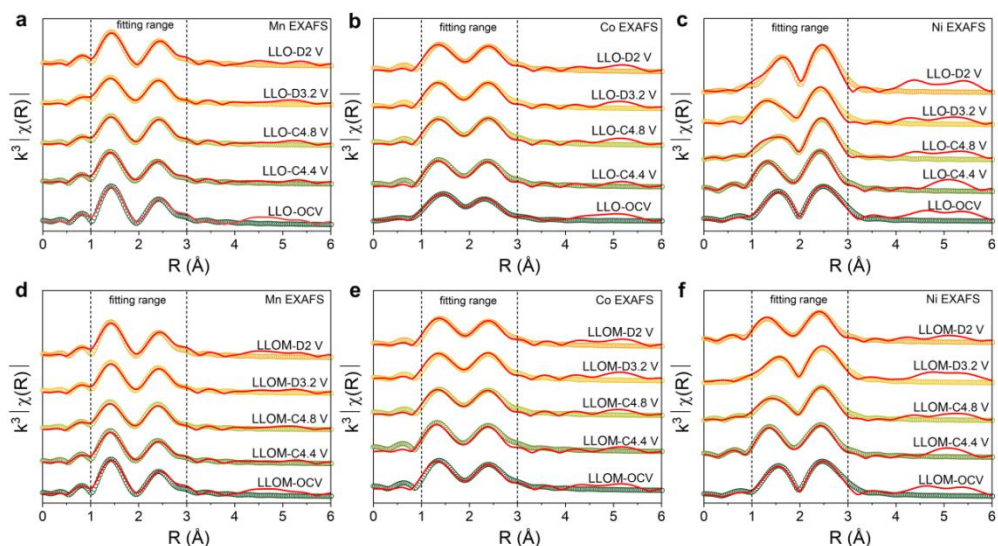 a
fitting range
Mn EXAFS
LLO-D2 V
LLO-D3.2 V
LLO-C4.8 V
LLO-C4.4 V
LLO-OCV
k³|χ(R)|
0 1 2 3 4 5 6
R (Å)
b
fitting range
Co EXAFS
LLO-D2 V
LLO-D3.2 V
LLO-C4.8 V
LLO-C4.4 V
LLO-OCV
k³|χ(R)|
0 1 2 3 4 5 6
R (Å)
c
fitting range
Ni EXAFS
LLO-D2 V
LLO-D3.2 V
LLO-C4.8 V
LLO-C4.4 V
LLO-OCV
k³|χ(R)|
0 1 2 3 4 5 6
R (Å)
d
fitting range
Mn EXAFS
LLOM-D2 V
LLOM-D3.2 V
LLOM-C4.8 V
LLOM-C4.4 V
LLOM-OCV
k³|χ(R)|
0 1 2 3 4 5 6
R (Å)
e
fitting range
Co EXAFS
LLOM-D2 V
LLOM-D3.2 V
LLOM-C4.8 V
LLOM-C4.4 V
LLOM-OCV
k³|χ(R)|
0 1 2 3 4 5 6
R (Å)
f
fitting range
Ni EXAFS
LLOM-D2 V
LLOM-D3.2 V
LLOM-C4.8 V
LLOM-C4.4 V
LLOM-OCV
k³|χ(R)|
0 1 2 3 4 5 6
R (Å)